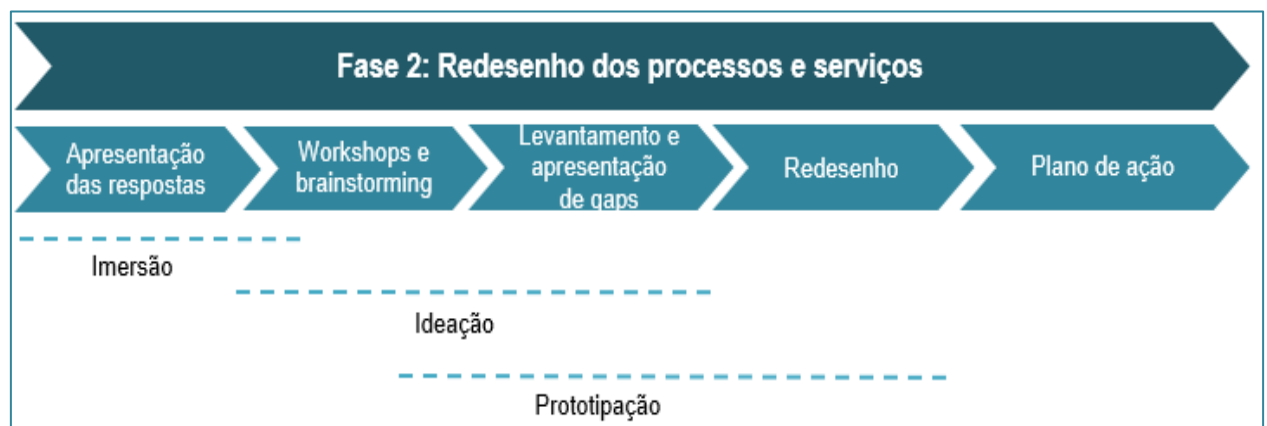 Fase 2: Redesenho dos processos e serviços
Apresentação
das respostas
Workshops e
brainstorming
Levantamento e
apresentação
de gaps
Redesenho
Plano de ação
Imersão
Ideação
Prototipação